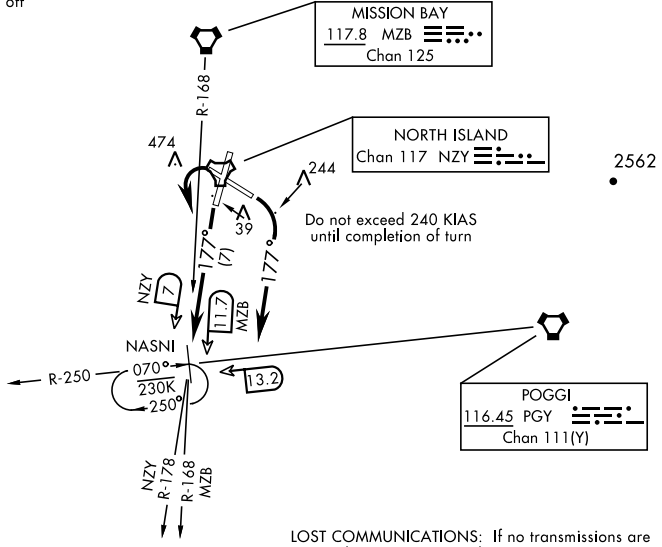 off
MISSION BAY
117.8 MZB
Chan 125
R-168
474
NORTH ISLAND
Chan 117 NZY
2562
244
39
Do not exceed 240 KIAS
until completion of turn
177°
(7)
177°
NZY
7
11.7
MZB
NASNI
R-250
070°
230K
250°
13.2
POGGI
116.45 PGY
Chan 111(Y)
NZY
R-178
R-168
MZB
LOST COMMUNICATIONS: If no transmissions are